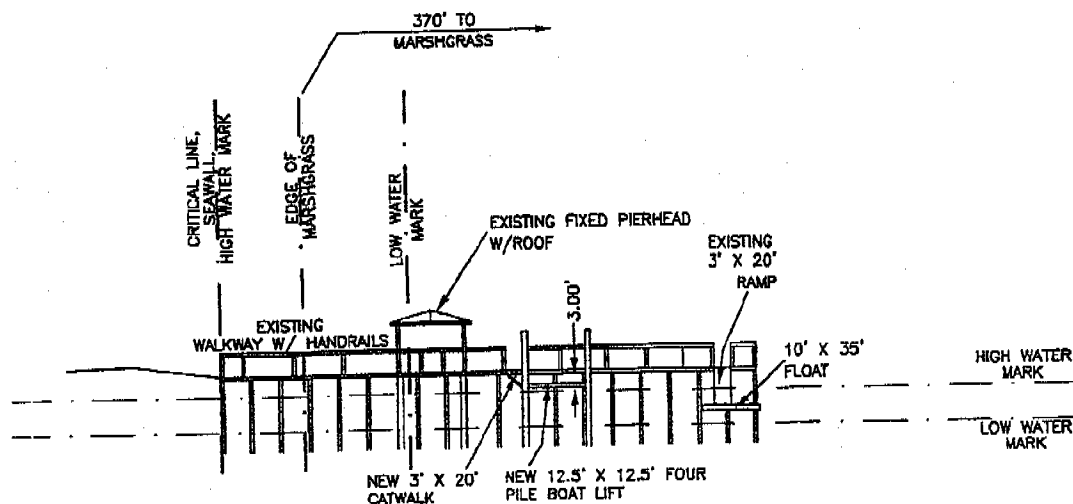 370' TO
MARSHGRASS
CRITICAL LINE,
SEAWALL,
HIGH WATER MARK
EDGE OF
MARSHGRASS
LOW WATER
MARK
EXISTING FIXED PIERHEAD
W/ROOF
EXISTING
3' X 20'
RAMP
3.00'
EXISTING
WALKWAY W/ HANDRAILS
10' X 35'
FLOAT
HIGH WATER
MARK
LOW WATER
MARK
NEW 3' X 20'
CATWALK
NEW 12.5' X 12.5' FOUR
PILE BOAT LIFT